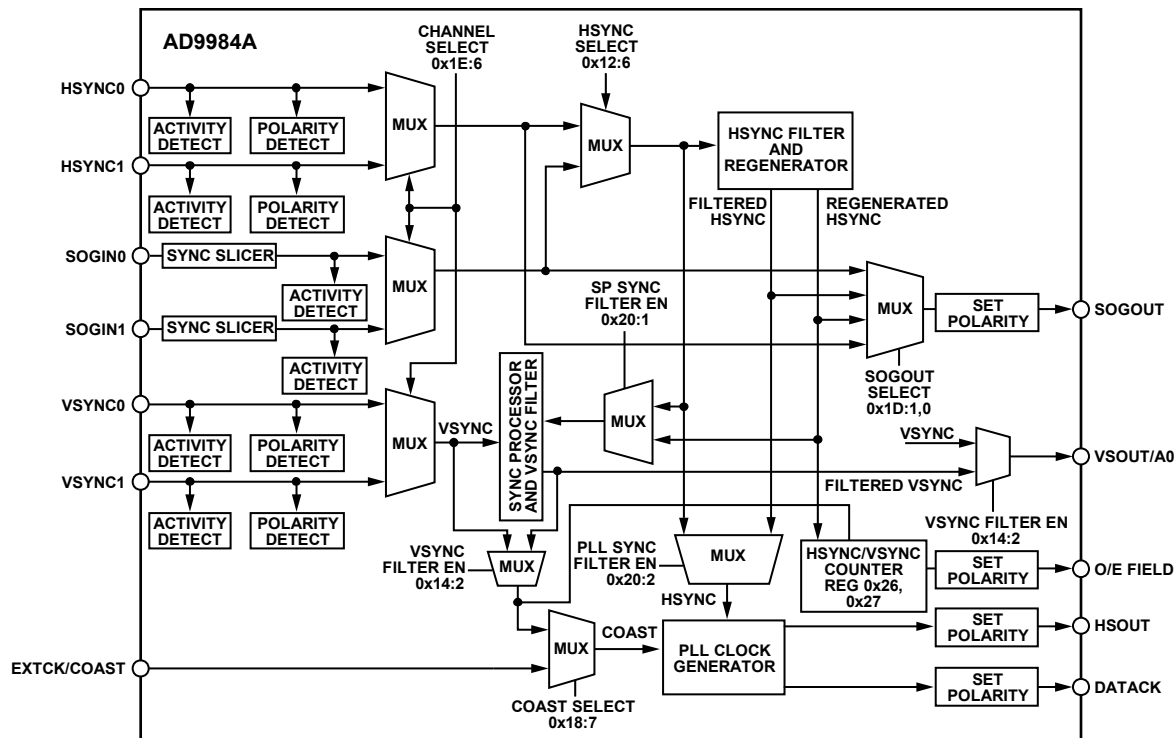 AD9984A
CHANNEL
SELECT
0x1E:6
HSYNC
SELECT
0x12:6
HSYNC0
ACTIVITY
DETECT
POLARITY
DETECT
MUX
MUX
HSYNC FILTER
AND
REGENERATOR
HSYNC1
ACTIVITY
DETECT
POLARITY
DETECT
FILTERED
HSYNC
REGENERATED
HSYNC
SOGIN0
SYNC SLICER
ACTIVITY
DETECT
MUX
SP SYNC
FILTER EN
0x20:1
MUX
SET
POLARITY
SOGOUT
SOGIN1
SYNC SLICER
ACTIVITY
DETECT
SOGOUT
SELECT
0x1D:1,0
VSYNC0
ACTIVITY
DETECT
POLARITY
DETECT
MUX
VSYNC
SYNC PROCESSOR
AND VSYNC FILTER
MUX
VSYNC
VSOUT/A0
FILTERED VSYNC
VSYNC1
ACTIVITY
DETECT
POLARITY
DETECT
VSYNC FILTER EN
0x14:2
VSYNC
FILTER EN
0x14:2
MUX
PLL SYNC
FILTER EN
0x20:2
MUX
HSYNC
HSYNC/VSYNC
COUNTER
REG 0x26,
0x27
SET
POLARITY
O/E FIELD
EXTCK/COAST
MUX
COAST
COAST SELECT
0x18:7
PLL CLOCK
GENERATOR
SET
POLARITY
HSOUT
SET
POLARITY
DATACK